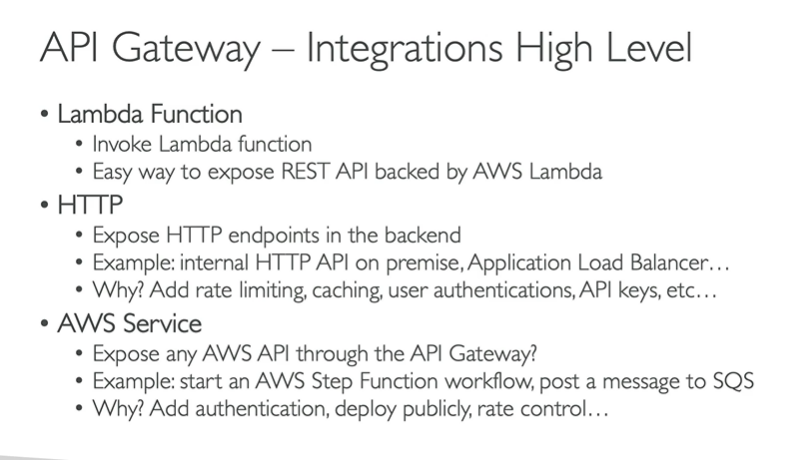 API Gateway – Integrations High Level
• Lambda Function
• Invoke Lambda function
• Easy way to expose REST API backed by AWS Lambda
• HTTP
• Expose HTTP endpoints in the backend
• Example: internal HTTP API on premise, Application Load Balancer…
• Why? Add rate limiting, caching, user authentications, API keys, etc…
• AWS Service
• Expose any AWS API through the API Gateway?
• Example: start an AWS Step Function workflow, post a message to SQS
• Why? Add authentication, deploy publicly, rate control…